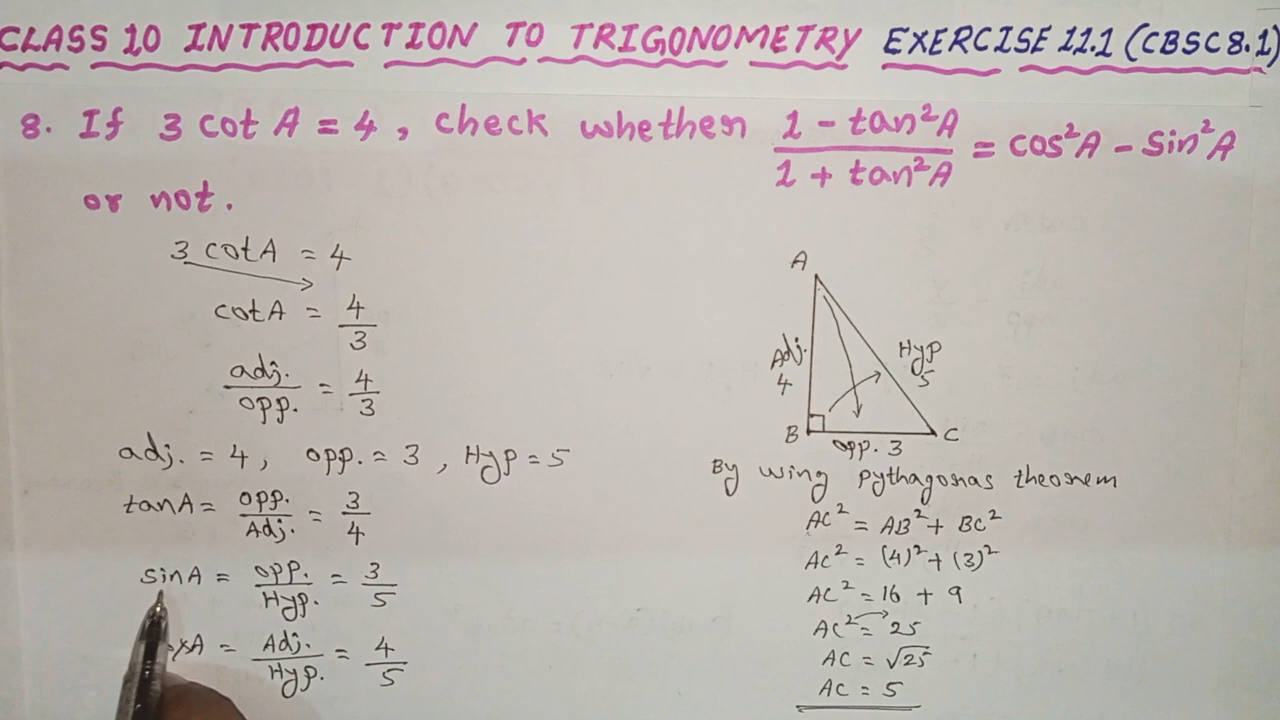 CLASS 10 INTRODUCTION TO TRIGONOMETRY EXERCISE 11.1 (CBSC 8.1)
8. If 3 cot A = 4, check whether (1 - tan²A)/(1 + tan²A) = cos²A - Sin²A
or not.
3 cotA = 4
cotA = 4/3
adj./opp. = 4/3
adj. = 4, opp. = 3, Hyp = 5
tanA = opp./Adj. = 3/4
sinA = opp./Hyp. = 3/5
A = Adj./Hyp. = 4/5
A
Adj. 4
Hyp 5
B
opp. 3
C
By using pythagoras theorem
AC² = AB² + BC²
AC² = (4)² + (3)²
AC² = 16 + 9
AC² = 25
AC = √25
AC = 5